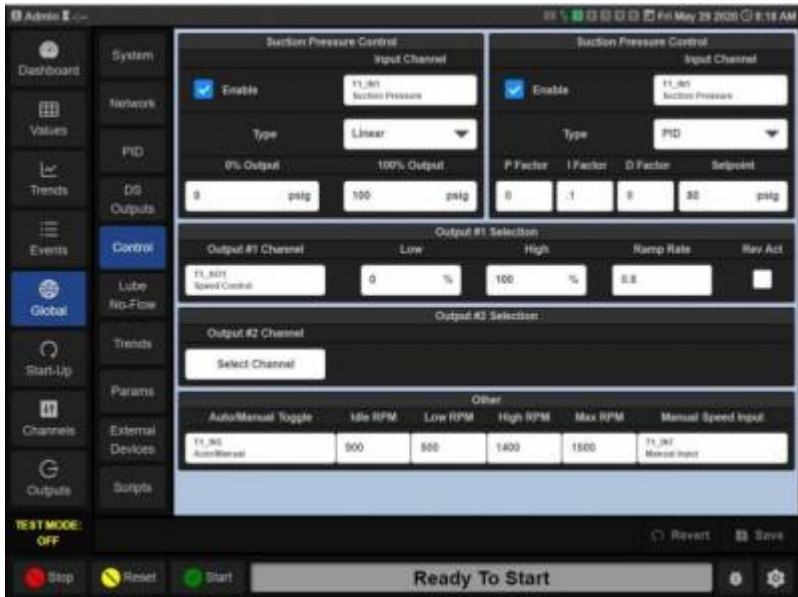 Admin
Fri May 29 2020 8:18 AM
Dashboard
Values
Trends
Events
Global
Start-Up
Channels
Outputs
TEST MODE:
OFF
System
Network
PID
DS
Outputs
Control
Lube
No-Flow
Trends
Params
External
Devices
Scripts
Suction Pressure Control
Input Channel
Enable
T1_IN1
Suction Pressure
Type
Linear
0% Output
100% Output
0 psig
100 psig
Suction Pressure Control
Input Channel
Enable
T1_IN1
Suction Pressure
Type
PID
P Factor
I Factor
D Factor
Setpoint
0
.1
0
80 psig
Output #1 Selection
Output #1 Channel
Low
High
Ramp Rate
Rev Act
Speed Control
0 %
100 %
Output #2 Selection
Output #2 Channel
Select Channel
Other
Auto/Manual Toggle
Idle RPM
Low RPM
High RPM
Max RPM
Manual Speed Input
Auto/Manual
900
1400
1500
Manual Input
Revert
Save
Stop
Reset
Start
Ready To Start